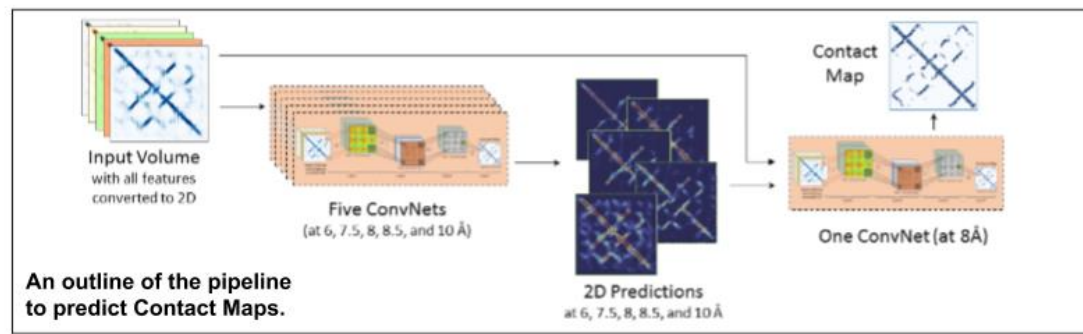 Input Volume
with all features
converted to 2D
Five ConvNets
(at 6, 7.5, 8, 8.5, and 10 Å)
2D Predictions
at 6, 7.5, 8, 8.5, and 10 Å
Contact
Map
One ConvNet (at 8Å)
An outline of the pipeline
to predict Contact Maps.